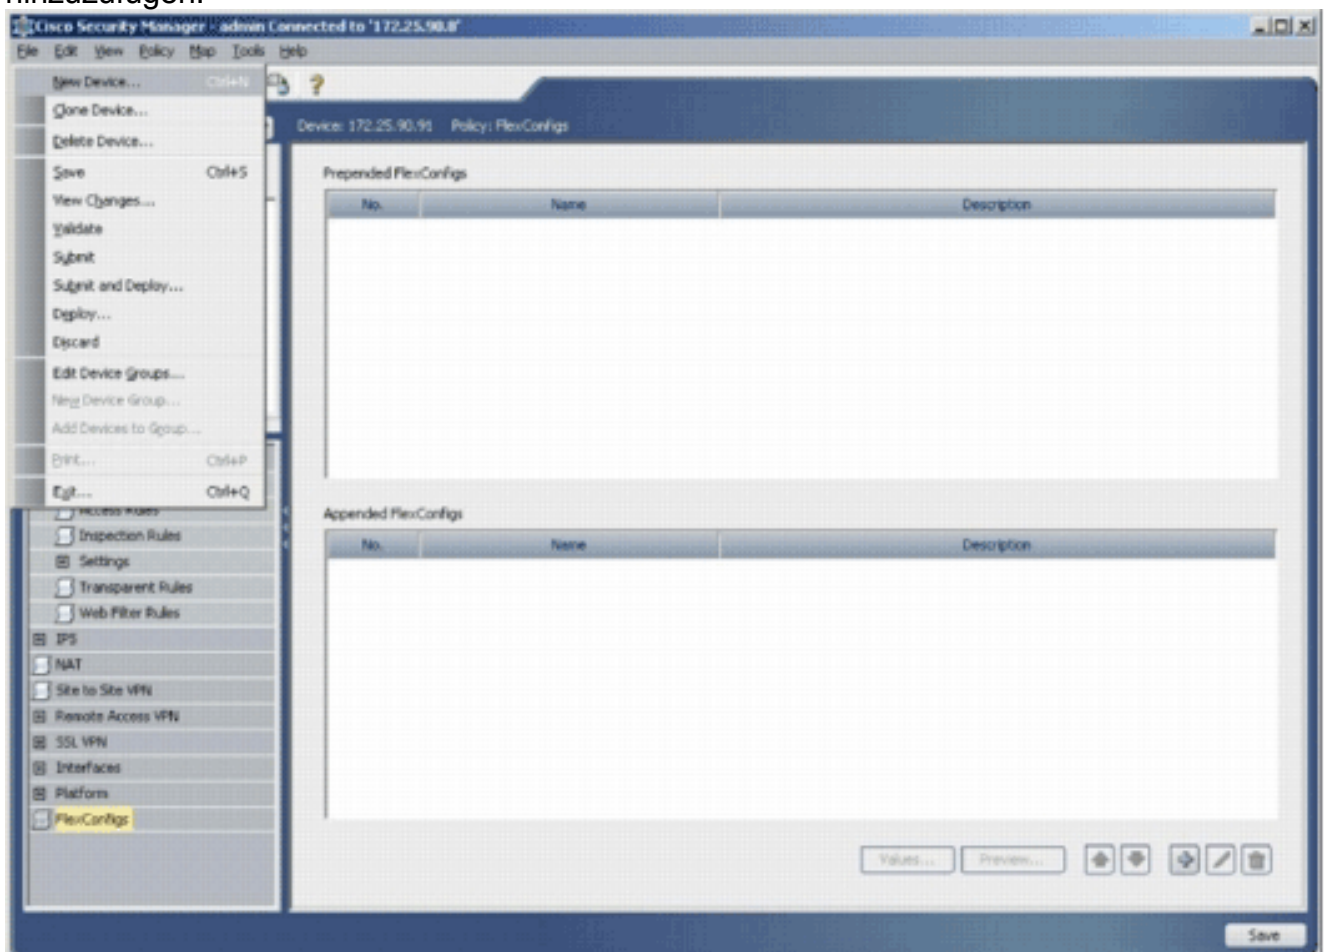 hinzuzufügen.
Cisco Security Manager - admin Connected to '172.25.90.8'
File Edit View Policy Map Tools Help
New Device... Ctrl+N
Clone Device...
Delete Device...
Save Ctrl+S
View Changes...
Validate
Submit
Submit and Deploy...
Deploy...
Discard
Edit Device Groups...
New Device Group...
Add Devices to Group...
Print... Ctrl+P
Exit... Ctrl+Q
Access Rules
Inspection Rules
Settings
Transparent Rules
Web Filter Rules
IPS
NAT
Site to Site VPN
Remote Access VPN
SSL VPN
Interfaces
Platform
FlexConfigs
Device: 172.25.90.91 Policy: FlexConfigs
Prepended FlexConfigs
No. Name Description
Appended FlexConfigs
No. Name Description
Values... Preview...
Save